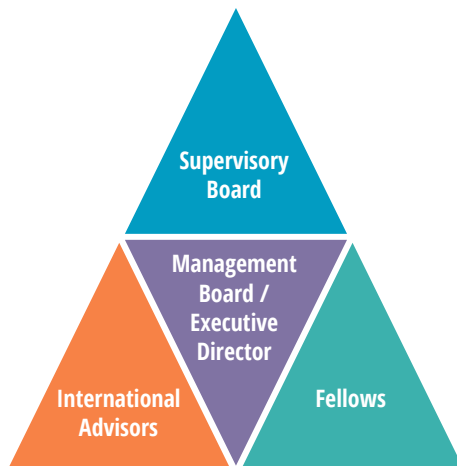 Supervisory
Board
Management
Board /
Executive
Director
International
Advisors
Fellows